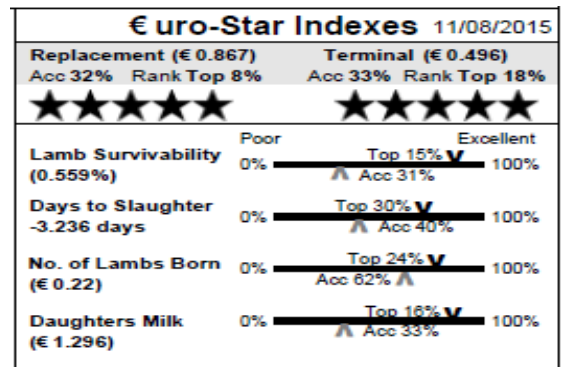 €uro-Star Indexes 11/08/2015
Replacement (€0.867) Terminal (€0.496)
Acc 32% Rank Top 8% Acc 33% Rank Top 18%
Poor Excellent
Lamb Survivability 0% Top 15% 100%
(0.559%) Acc 31%
Days to Slaughter 0% Top 30% 100%
-3.236 days Acc 40%
No. of Lambs Born 0% Top 24% 100%
(€0.22) Acc 62%
Daughters Milk 0% Top 16% 100%
(€1.296) Acc 33%